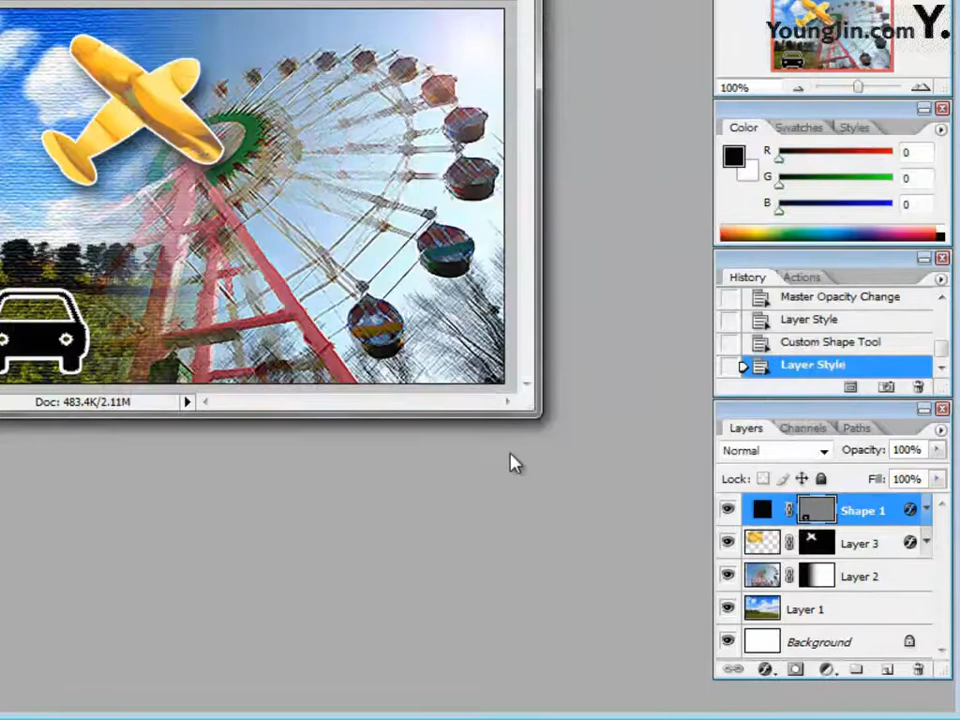 YoungJin.com Y.
100%
Color Swatches Styles
R 0
G 0
B 0
History Actions
Master Opacity Change
Layer Style
Custom Shape Tool
Layer Style
Doc: 483.4K/2.11M
Layers Channels Paths
Normal Opacity: 100%
Lock: Fill: 100%
Shape 1
Layer 3
Layer 2
Layer 1
Background